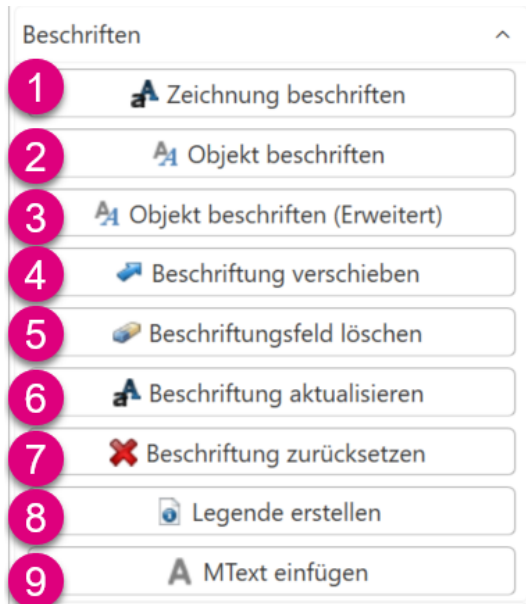 Beschriften
1 Zeichnung beschriften
2 Objekt beschriften
3 Objekt beschriften (Erweitert)
4 Beschriftung verschieben
5 Beschriftungsfeld löschen
6 Beschriftung aktualisieren
7 Beschriftung zurücksetzen
8 Legende erstellen
9 MText einfügen